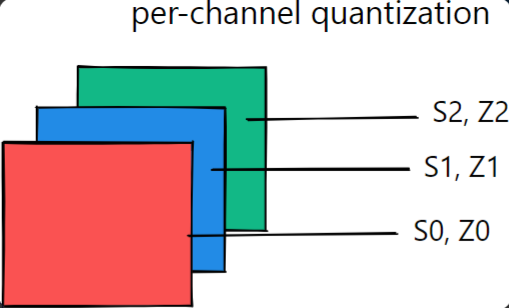 per-channel quantization
S2, Z2
S1, Z1
S0, Z0